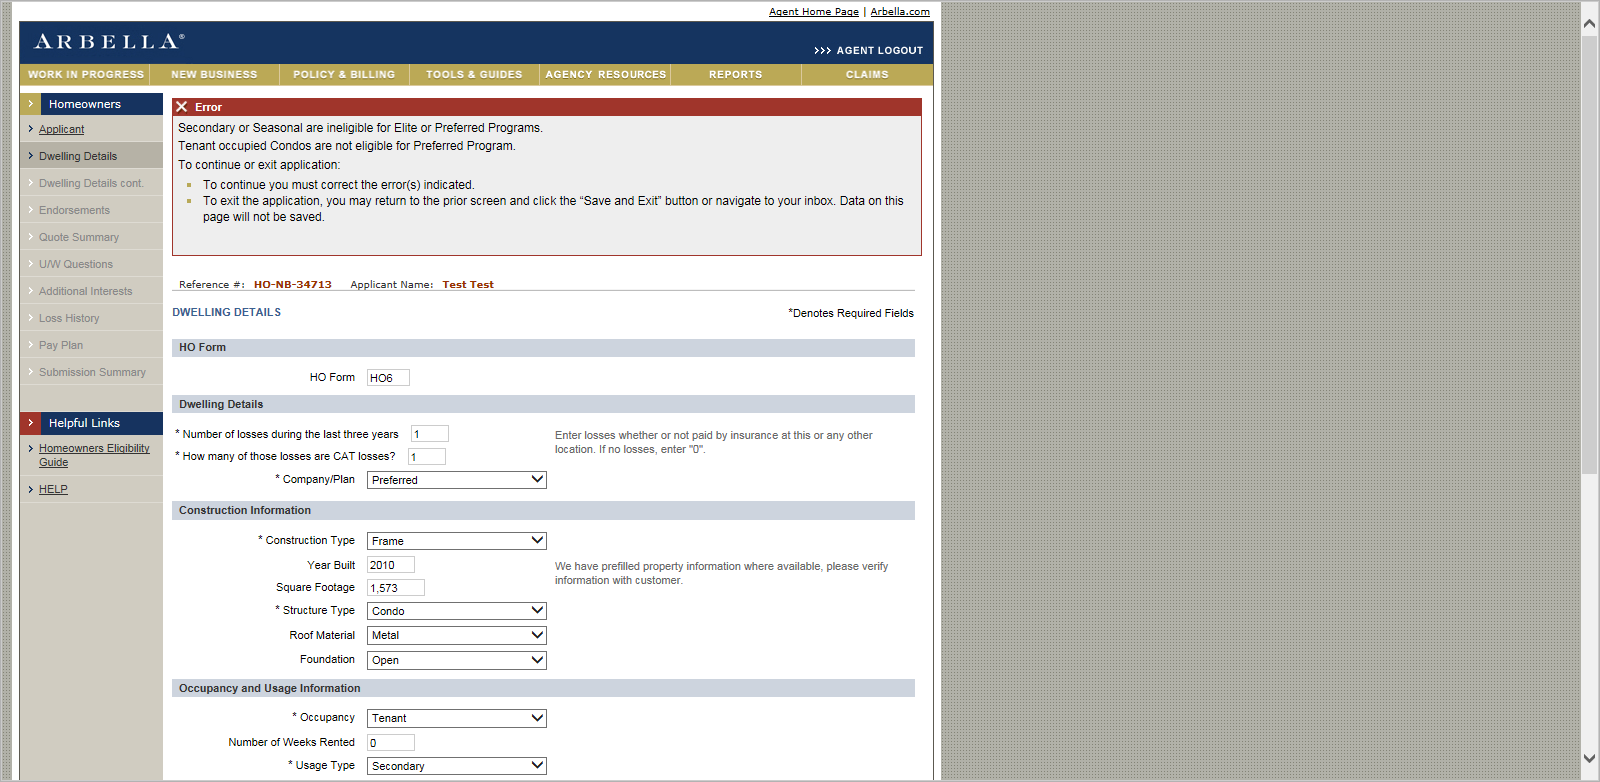 Agent Home Page | Arbella.com
ARBELLA®
>>> AGENT LOGOUT
WORK IN PROGRESS NEW BUSINESS POLICY & BILLING TOOLS & GUIDES AGENCY RESOURCES REPORTS CLAIMS
Homeowners
Applicant
Dwelling Details
Dwelling Details cont.
Endorsements
Quote Summary
U/W Questions
Additional Interests
Loss History
Pay Plan
Submission Summary
Helpful Links
Homeowners Eligibility
Guide
HELP
Error
Secondary or Seasonal are ineligible for Elite or Preferred Programs.
Tenant occupied Condos are not eligible for Preferred Program.
To continue or exit application:
To continue you must correct the error(s) indicated.
To exit the application, you may return to the prior screen and click the “Save and Exit” button or navigate to your inbox. Data on this
page will not be saved.
Reference #: HO-NB-34713 Applicant Name: Test Test
DWELLING DETAILS
*Denotes Required Fields
HO Form
HO Form HO6
Dwelling Details
* Number of losses during the last three years 1
* How many of those losses are CAT losses? 1
Enter losses whether or not paid by insurance at this or any other
location. If no losses, enter "0".
* Company/Plan Preferred
Construction Information
* Construction Type Frame
Year Built 2010
Square Footage 1,573
We have prefilled property information where available, please verify
information with customer.
* Structure Type Condo
Roof Material Metal
Foundation Open
Occupancy and Usage Information
* Occupancy Tenant
Number of Weeks Rented 0
* Usage Type Secondary